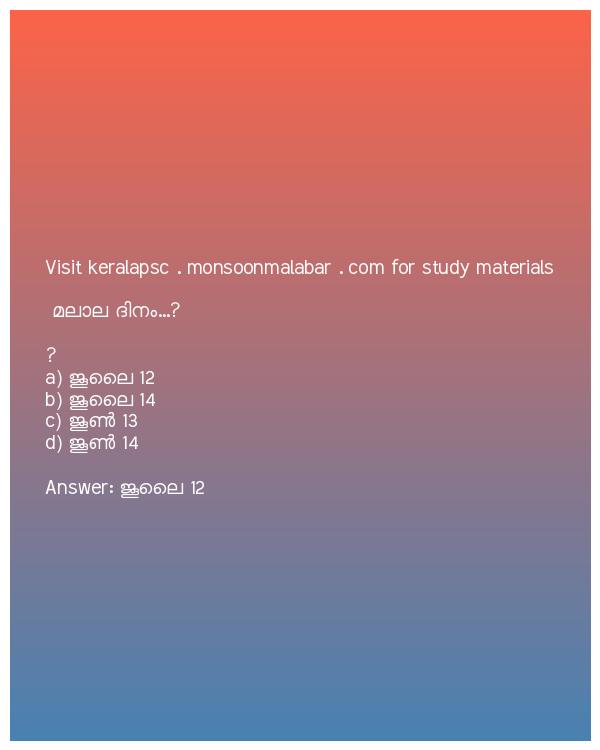 Visit keralapsc . monsoonmalabar . com for study materials
മലാല ദിനം...?
?
a) ജൂലൈ 12
b) ജൂലൈ 14
c) ജൂൺ 13
d) ജൂൺ 14
Answer: ജൂലൈ 12